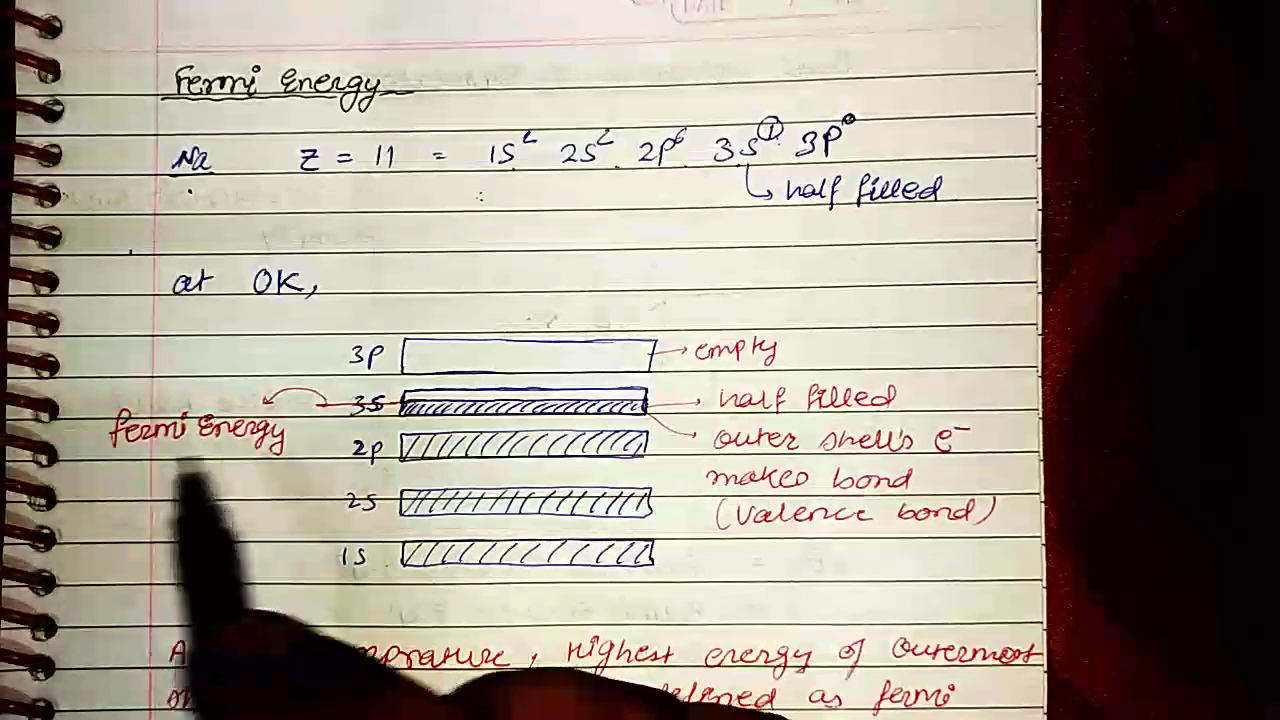 Fermi Energy
Na Z = 11 = 1S² 2S² 2P⁶ 3S① 3P⁰
↳ half filled
at 0K,
3P → empty
3S → half filled
Fermi Energy
2P outer shell's e⁻
makes bond
2S (Valence bond)
1S
A , Highest energy of outermost
as fermi